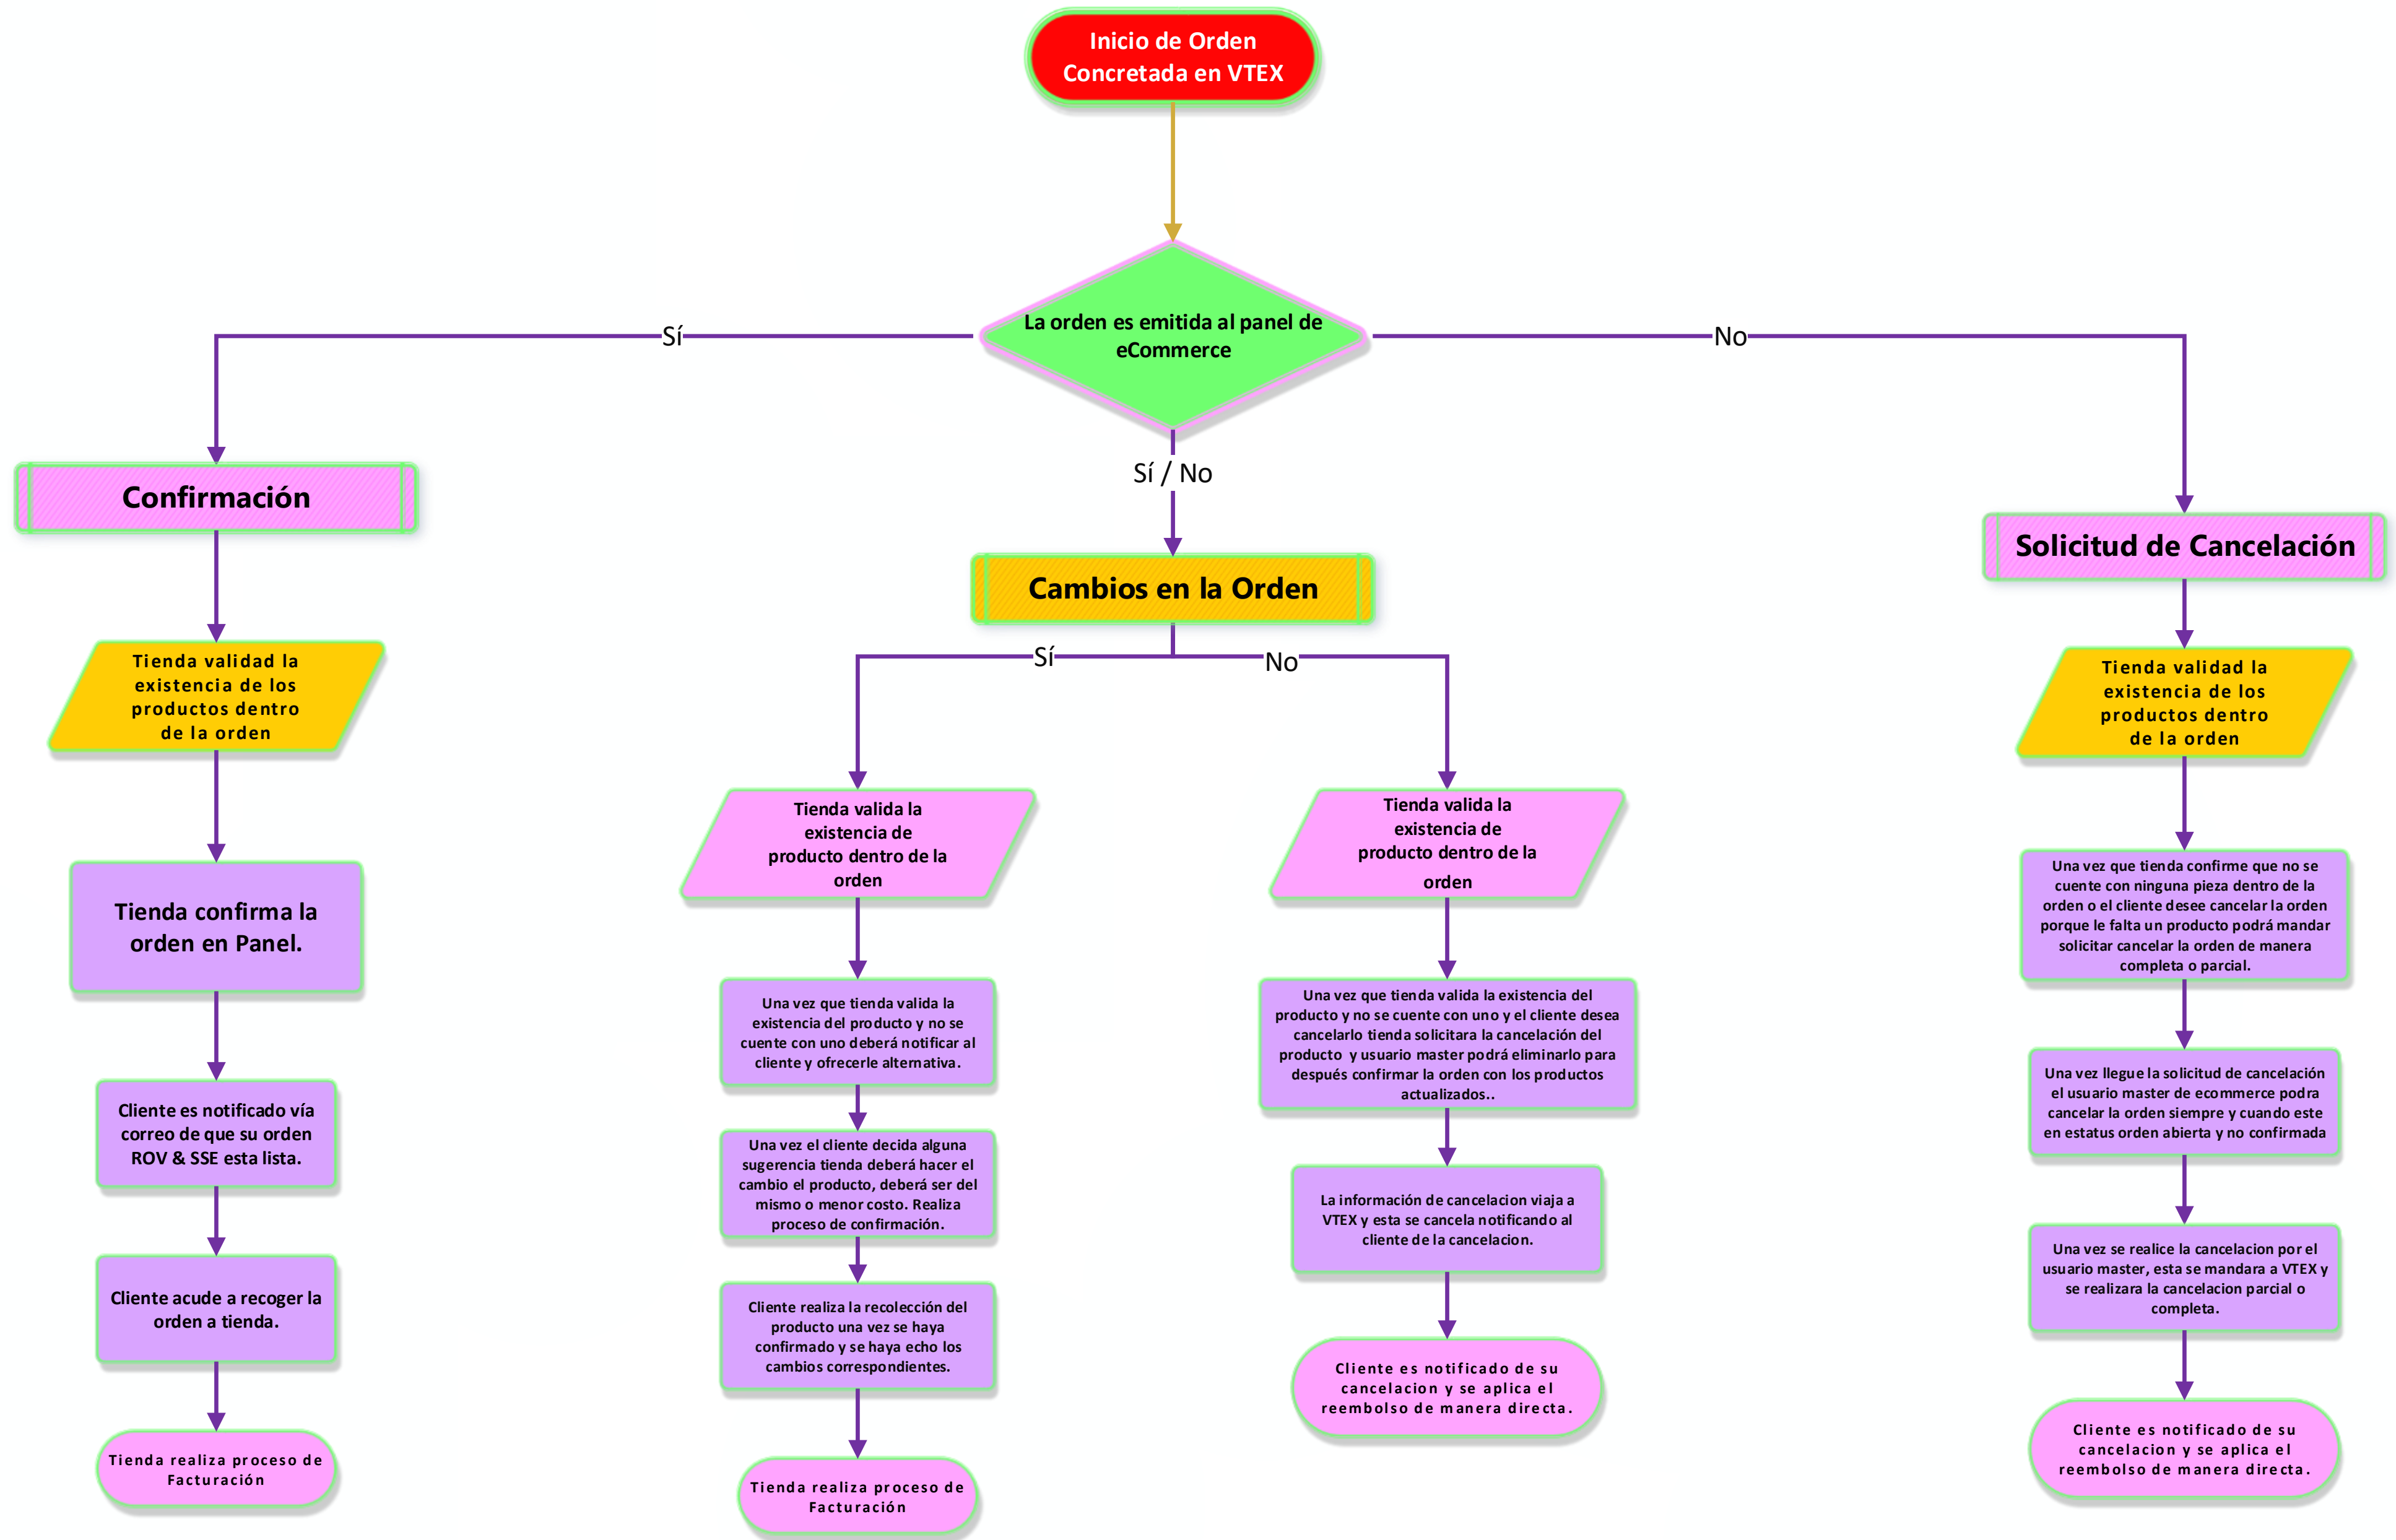 Inicio de Orden
Concretada en VTEX
La orden es emitida al panel de
eCommerce
Sí
Sí / No
No
Confirmación
Tienda validad la
existencia de los
productos dentro
de la orden
Tienda confirma la
orden en Panel.
Cliente es notificado vía
correo de que su orden
ROV & SSE esta lista.
Cliente acude a recoger la
orden a tienda.
Tienda realiza proceso de
Facturación
Cambios en la Orden
Sí
No
Tienda valida la
existencia de
producto dentro de la
orden
Una vez que tienda valida la
existencia del producto y no se
cuente con uno deberá notificar al
cliente y ofrecerle alternativa.
Una vez el cliente decida alguna
sugerencia tienda deberá hacer el
cambio el producto, deberá ser del
mismo o menor costo. Realiza
proceso de confirmación.
Cliente realiza la recolección del
producto una vez se haya
confirmado y se haya echo los
cambios correspondientes.
Tienda realiza proceso de
Facturación
Tienda valida la
existencia de
producto dentro de la
orden
Una vez que tienda valida la existencia del
producto y no se cuente con uno y el cliente desea
cancelarlo tienda solicitara la cancelación del
producto y usuario master podrá eliminarlo para
después confirmar la orden con los productos
actualizados..
La información de cancelacion viaja a
VTEX y esta se cancela notificando al
cliente de la cancelacion.
Cliente es notificado de su
cancelacion y se aplica el
reembolso de manera directa.
Solicitud de Cancelación
Tienda validad la
existencia de los
productos dentro
de la orden
Una vez que tienda confirme que no se
cuente con ninguna pieza dentro de la
orden o el cliente desee cancelar la orden
porque le falta un producto podrá mandar
solicitar cancelar la orden de manera
completa o parcial.
Una vez llegue la solicitud de cancelación
el usuario master de ecommerce podra
cancelar la orden siempre y cuando este
en estatus orden abierta y no confirmada
Una vez se realice la cancelacion por el
usuario master, esta se mandara a VTEX y
se realizara la cancelacion parcial o
completa.
Cliente es notificado de su
cancelacion y se aplica el
reembolso de manera directa.